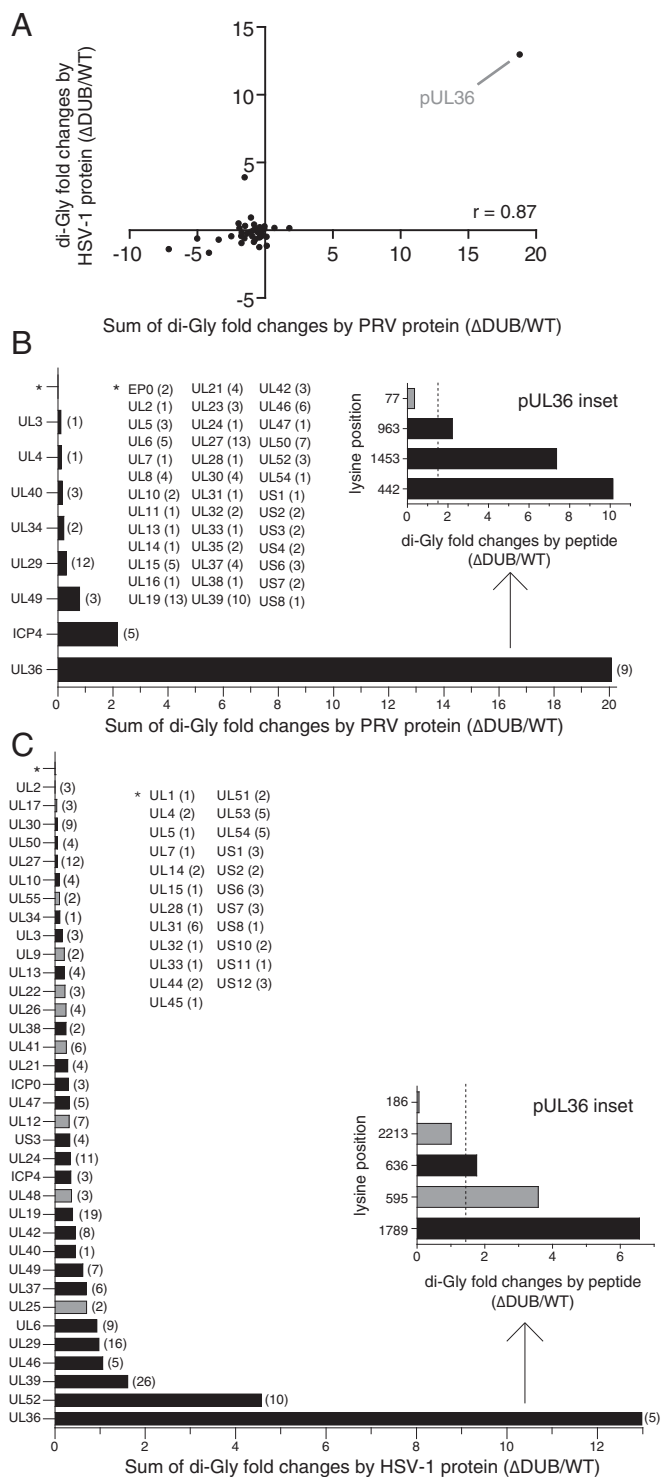 A
di-Gly fold changes by
HSV-1 protein (ΔDUB/WT)
15
10
5
-5
-10
-5
5
10
15
20
pUL36
r = 0.87
Sum of di-Gly fold changes by PRV protein (ΔDUB/WT)
B
*
UL3
(1)
UL4
(1)
UL40
(3)
UL34
(2)
UL29
(12)
UL49
(3)
ICP4
(5)
UL36
(9)
* EP0 (2) UL21 (4) UL42 (3)
UL2 (1) UL23 (3) UL46 (6)
UL5 (3) UL24 (1) UL47 (1)
UL6 (5) UL27 (13) UL50 (7)
UL7 (1) UL28 (1) UL52 (3)
UL8 (4) UL30 (4) UL54 (1)
UL10 (2) UL31 (1) US1 (1)
UL11 (1) UL32 (2) US2 (2)
UL13 (1) UL33 (1) US3 (2)
UL14 (1) UL35 (2) US4 (2)
UL15 (5) UL37 (4) US6 (3)
UL16 (1) UL38 (1) US7 (2)
UL19 (13) UL39 (10) US8 (1)
pUL36 inset
lysine position
77
963
1453
442
0 2 4 6 8 10
di-Gly fold changes by peptide
(ΔDUB/WT)
0 2 4 6 8 10 12 14 16 18 20
Sum of di-Gly fold changes by PRV protein (ΔDUB/WT)
C
*
UL2 (3)
UL17 (3)
UL30 (9)
UL50 (4)
UL27 (12)
UL10 (4)
UL55 (2)
UL34 (1)
UL3 (3)
UL9 (2)
UL13 (4)
UL22 (3)
UL26 (4)
UL38 (2)
UL41 (6)
UL21 (4)
ICP0 (3)
UL47 (5)
UL12 (7)
US3 (4)
UL24 (11)
ICP4 (3)
UL48 (3)
UL19 (19)
UL42 (8)
UL40 (1)
UL49 (7)
UL37 (6)
UL25 (2)
UL6 (9)
UL29 (16)
UL46 (5)
UL39 (26)
UL52 (10)
UL36 (5)
* UL1 (1) UL51 (2)
UL4 (2) UL53 (5)
UL5 (1) UL54 (5)
UL7 (1) US1 (3)
UL14 (2) US2 (2)
UL15 (1) US6 (3)
UL28 (1) US7 (3)
UL31 (6) US8 (1)
UL32 (1) US10 (2)
UL33 (1) US11 (1)
UL44 (2) US12 (3)
UL45 (1)
pUL36 inset
lysine position
186
2213
636
595
1789
0 2 4 6
di-Gly fold changes by peptide
(ΔDUB/WT)
0 2 4 6 8 10 12
Sum of di-Gly fold changes by HSV-1 protein (ΔDUB/WT)